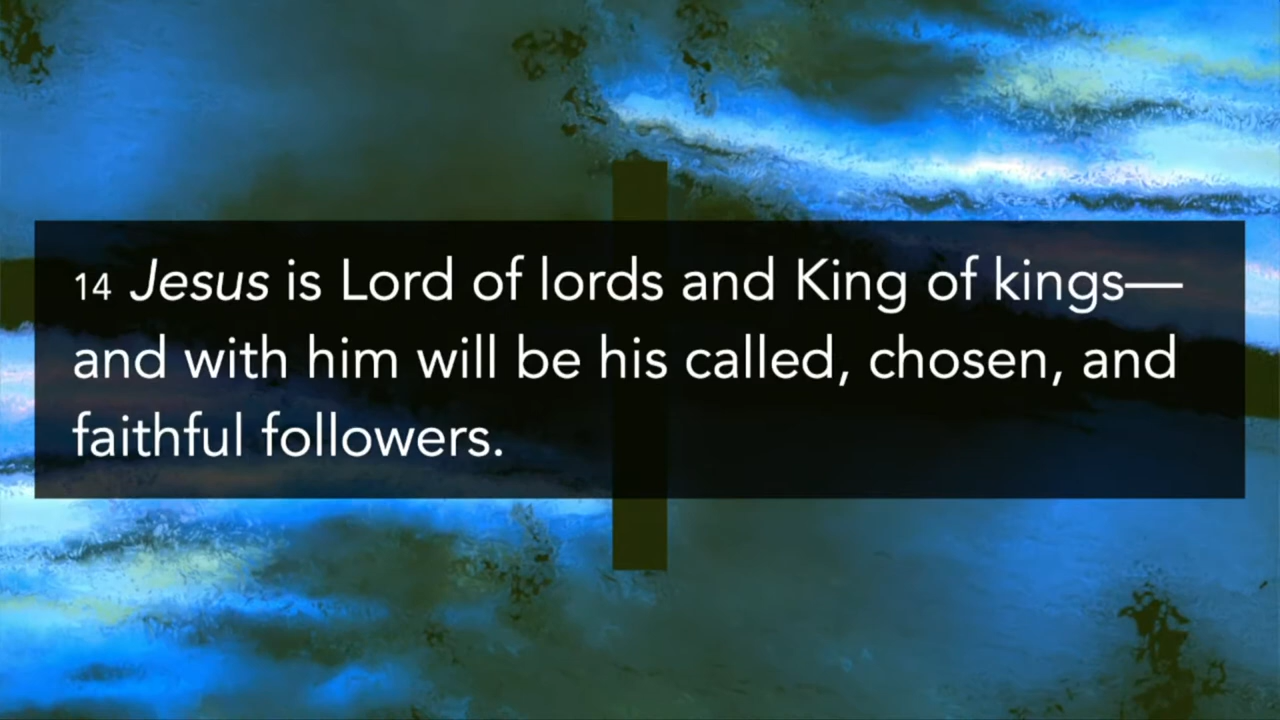 14 Jesus is Lord of lords and King of kings—
and with him will be his called, chosen, and
faithful followers.